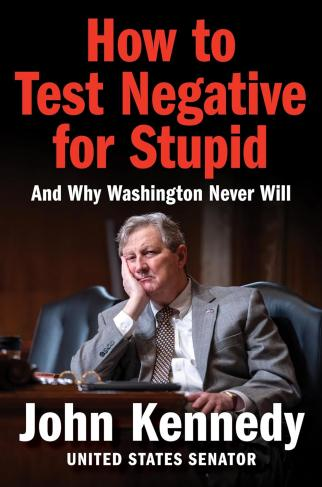 How to
Test Negative
for Stupid
And Why Washington Never Will
John Kennedy
UNITED STATES SENATOR